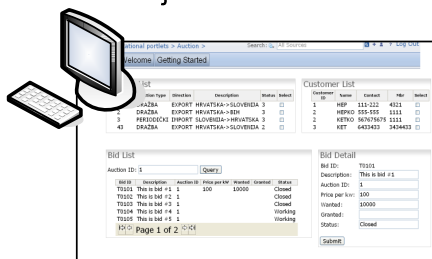 ational portlets > Auction > Search: All Sources Log Out
Welcome Getting Started
ist
tion Type Direction Description Status Select
DRAŽBA EXPORT HRVATSKA->SLOVENIJA 3
2 DRAŽBA EXPORT HRVATSKA->BIH 3
3 PERIODIČKI IMPORT SLOVENIJA->HRVATSKA 3
43 DRAŽBA EXPORT HRVATSKA->SLOVENIJA 2
Customer List
Customer ID Name Contact Mbr Select
1 HEP 111-222 4321
2 HEPKO 555-555 1111
2 KETKO 567675675 1111
3 KET 6433433 3434433
Bid List
Auction ID: 1 Query
Bid ID Description Auction ID Price per kW Wanted Granted Status
T0101 This is bid #1 1 100 10000 Closed
T0102 This is bid #2 1 Closed
T0103 This is bid #3 1 Closed
T0104 This is bid #4 1 Working
T0105 This is bid #5 1 Working
Page 1 of 2
Bid Detail
Bid ID: T0101
Description: This is bid #1
Auction ID: 1
Price per kW: 100
Wanted: 10000
Granted:
Status: Closed
Submit